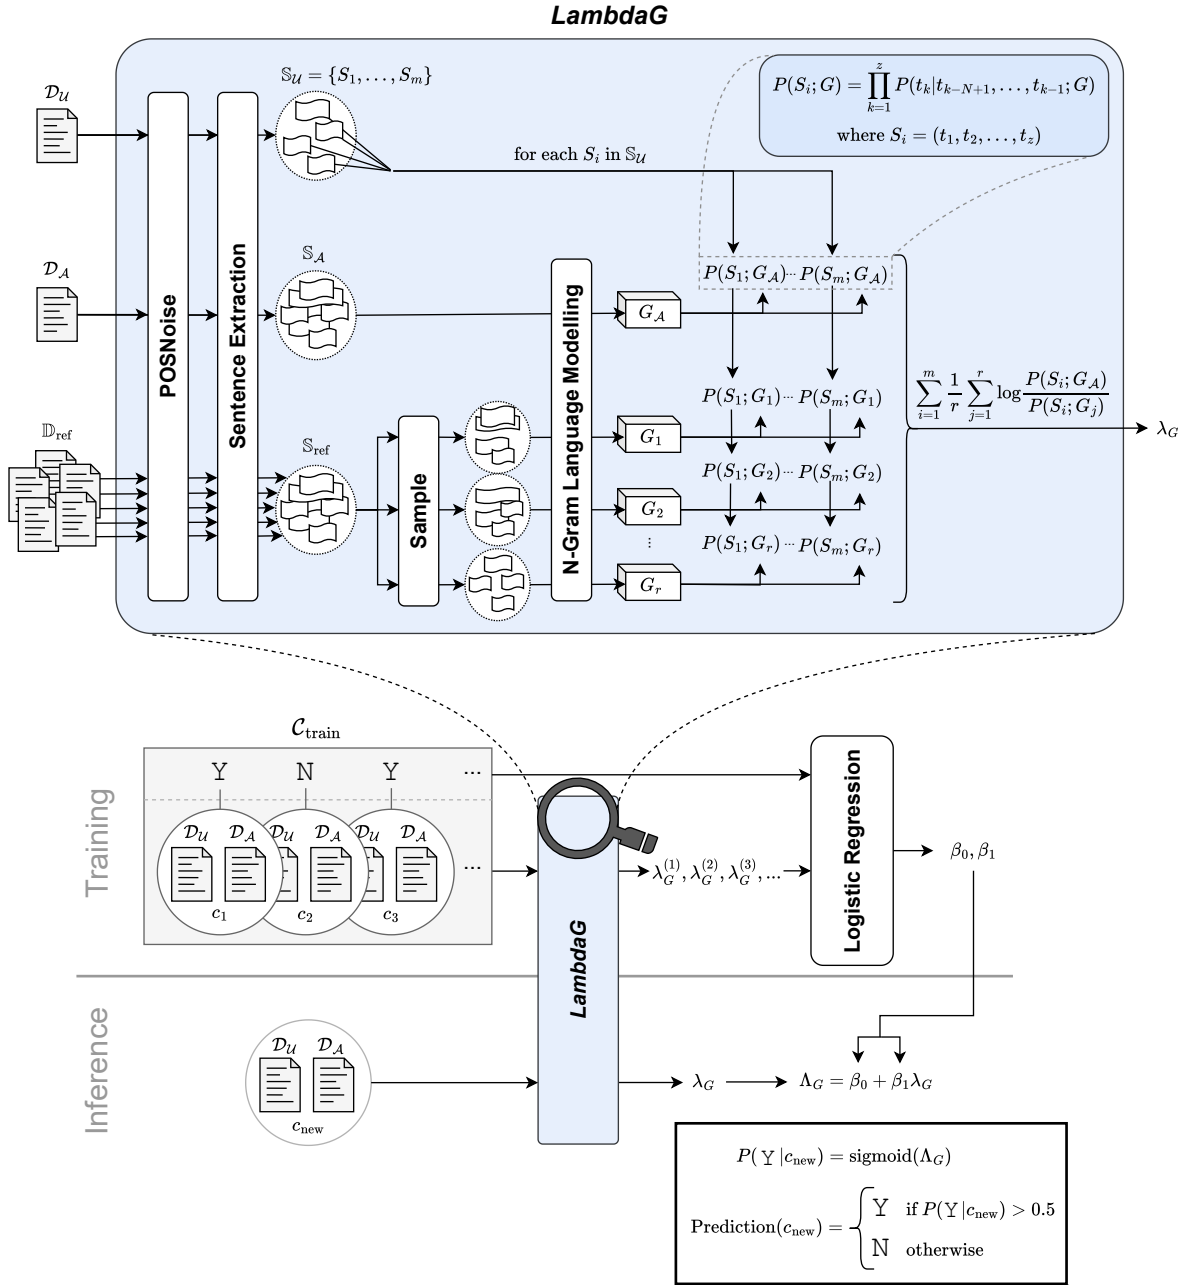 LambdaG
𝕊_𝒰 = {S_1, …, S_m}
𝒟_𝒰
P(S_i; G) = ∏_{k=1}^{z} P(t_k|t_{k−N+1}, …, t_{k−1}; G)
where S_i = (t_1, t_2, …, t_z)
for each S_i in 𝕊_𝒰
𝒟_𝒜
𝕊_𝒜
POSNoise
Sentence Extraction
N-Gram Language Modelling
P(S_1; G_𝒜) ··· P(S_m; G_𝒜)
G_𝒜
∑_{i=1}^{m} 1/r ∑_{j=1}^{r} log P(S_i; G_𝒜)/P(S_i; G_j)
λ_G
P(S_1; G_1) ··· P(S_m; G_1)
𝔻_ref
𝕊_ref
Sample
G_1
P(S_1; G_2) ··· P(S_m; G_2)
G_2
⋮
P(S_1; G_r) ··· P(S_m; G_r)
G_r
𝒞_train
Y N Y ...
Training
𝒟_𝒰 𝒟_𝒜 𝒟_𝒰 𝒟_𝒜 𝒟_𝒰 𝒟_𝒜
...
c_1 c_2 c_3
λ_G^{(1)}, λ_G^{(2)}, λ_G^{(3)}, ...
Logistic Regression
β_0, β_1
LambdaG
Inference
𝒟_𝒰 𝒟_𝒜
c_new
λ_G
Λ_G = β_0 + β_1λ_G
P(Y|c_new) = sigmoid(Λ_G)
Prediction(c_new) = { Y if P(Y|c_new) > 0.5
N otherwise